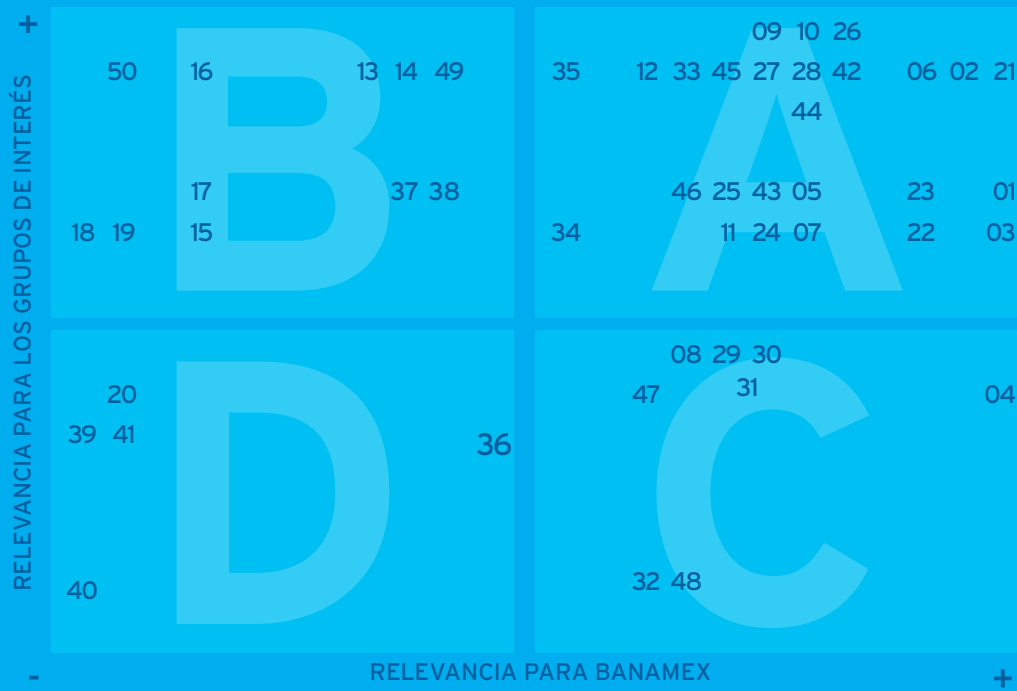 +
RELEVANCIA PARA LOS GRUPOS DE INTERÉS
B
50 16 13 14 49
17 37 38
18 19 15
A
09 10 26
35 12 33 45 27 28 42 06 02 21
44
46 25 43 05 23 01
34 11 24 07 22 03
D
20
39 41
36
40
C
08 29 30
31
47 04
32 48
-
RELEVANCIA PARA BANAMEX
+